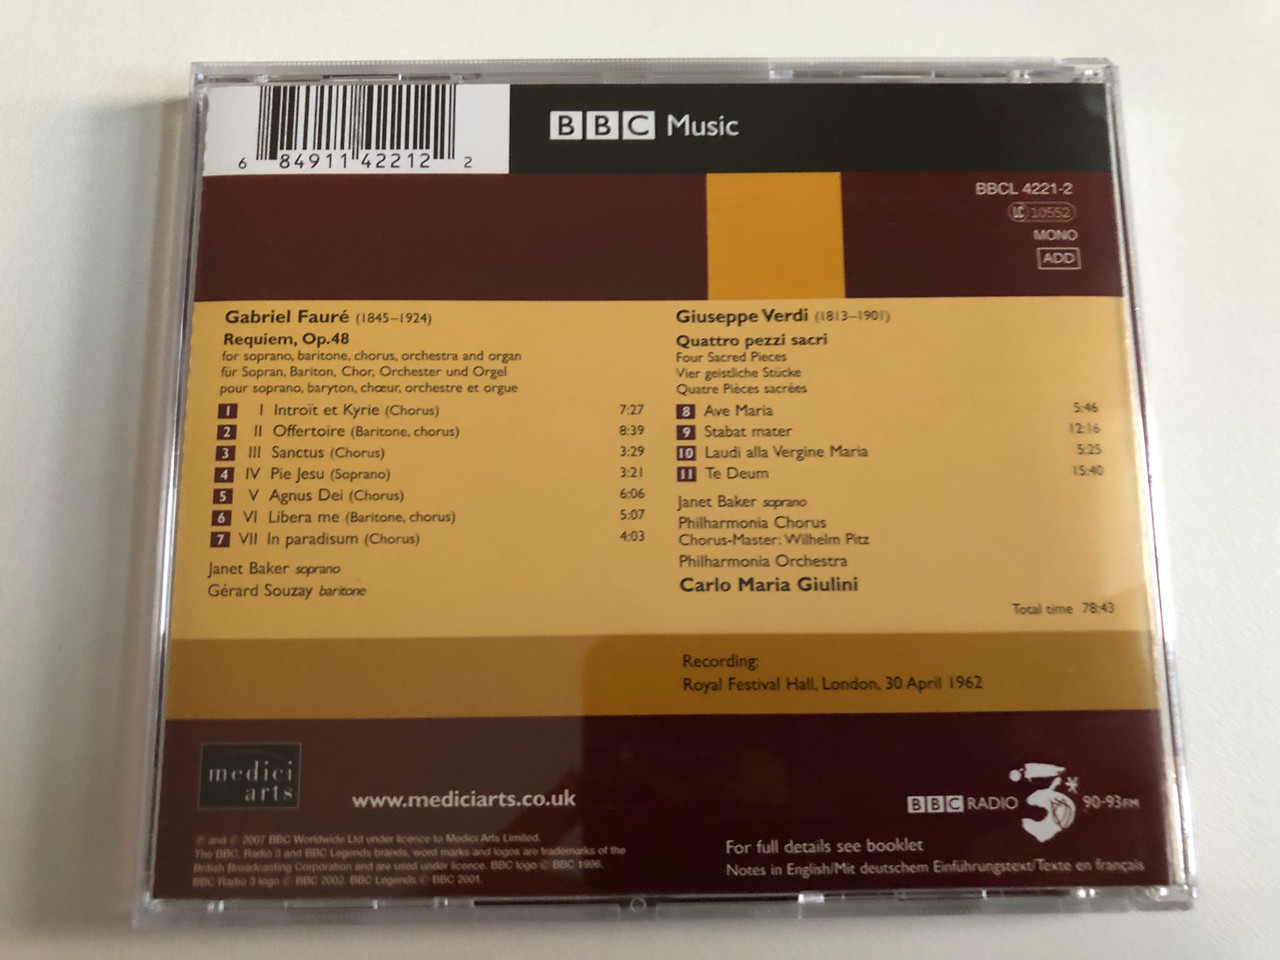 6 84911 42212 2
BBC Music
BBCL 4221-2
LC 10552
MONO
ADD
Gabriel Fauré (1845–1924)
Requiem, Op.48
for soprano, baritone, chorus, orchestra and organ
für Sopran, Bariton, Chor, Orchester und Orgel
pour soprano, baryton, chœur, orchestre et orgue
1 I Introït et Kyrie (Chorus) 7:27
2 II Offertoire (Baritone, chorus) 8:39
3 III Sanctus (Chorus) 3:29
4 IV Pie Jesu (Soprano) 3:21
5 V Agnus Dei (Chorus) 6:06
6 VI Libera me (Baritone, chorus) 5:07
7 VII In paradisum (Chorus) 4:03
Janet Baker soprano
Gérard Souzay baritone
Giuseppe Verdi (1813–1901)
Quattro pezzi sacri
Four Sacred Pieces
Vier geistliche Stücke
Quatre Pièces sacrées
8 Ave Maria 5:46
9 Stabat mater 12:16
10 Laudi alla Vergine Maria 5:25
11 Te Deum 15:40
Janet Baker soprano
Philharmonia Chorus
Chorus-Master: Wilhelm Pitz
Philharmonia Orchestra
Carlo Maria Giulini
Total time 78:43
Recording:
Royal Festival Hall, London, 30 April 1962
medici
arts
www.mediciarts.co.uk
BBC RADIO 3 90-93FM
℗ and © 2007 BBC Worldwide Ltd under licence to Medici Arts Limited.
The BBC, Radio 3 and BBC Legends brands, word marks and logos are trademarks of the
British Broadcasting Corporation and are used under licence. BBC logo © BBC 1996.
BBC Radio 3 logo © BBC 2002. BBC Legends © BBC 2001.
For full details see booklet
Notes in English/Mit deutschem Einführungstext/Texte en français